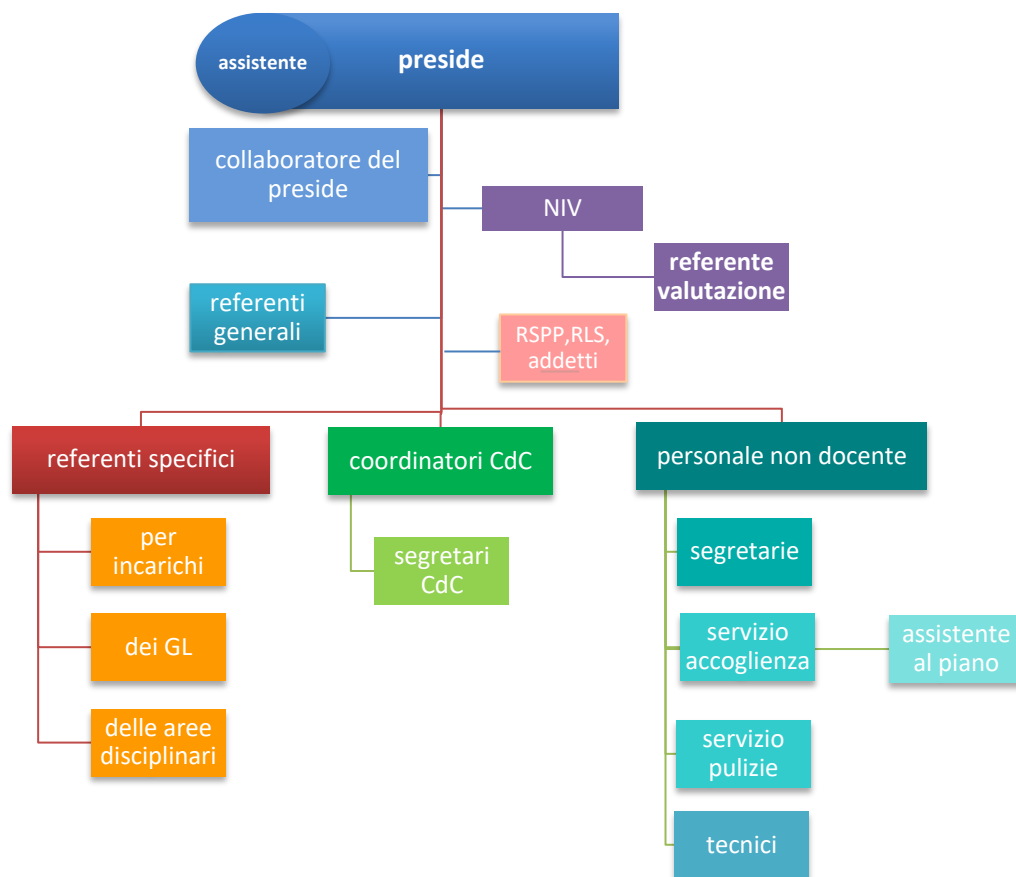 assistente
preside
collaboratore del
preside
NIV
referente
valutazione
referenti
generali
RSPP,RLS,
addetti
referenti specifici
coordinatori CdC
personale non docente
per
incarichi
dei GL
delle aree
disciplinari
segretari
CdC
segretarie
servizio
accoglienza
assistente
al piano
servizio
pulizie
tecnici